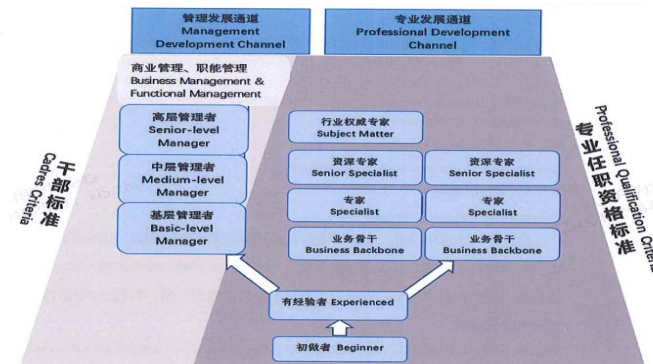 管理发展通道
Management
Development Channel
专业发展通道
Professional Development
Channel
商业管理、职能管理
Business Management &
Functional Management
高层管理者
Senior-level
Manager
中层管理者
Medium-level
Manager
基层管理者
Basic-level
Manager
行业权威专家
Subject Matter
资深专家
Senior Specialist
资深专家
Senior Specialist
专家
Specialist
专家
Specialist
业务骨干
Business Backbone
业务骨干
Business Backbone
有经验者 Experienced
初做者 Beginner
干部标准
Cadres Criteria
Professional Qualification Criteria
专业任职资格标准